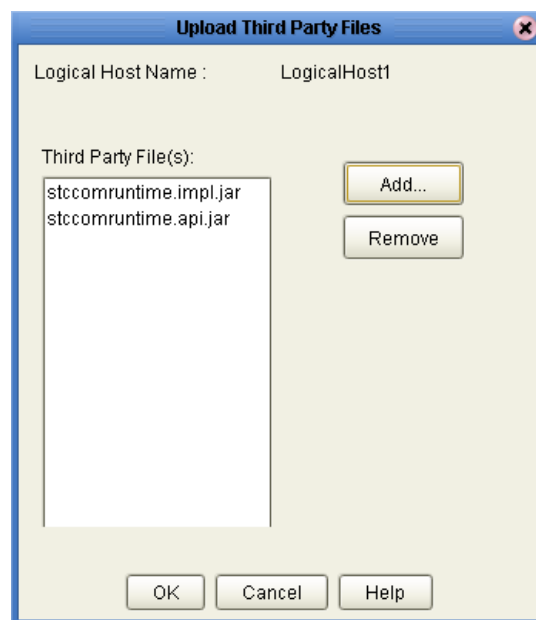 Upload Third Party Files
Logical Host Name : LogicalHost1
Third Party File(s):
stccomruntime.impl.jar
stccomruntime.api.jar
Add...
Remove
OK Cancel Help